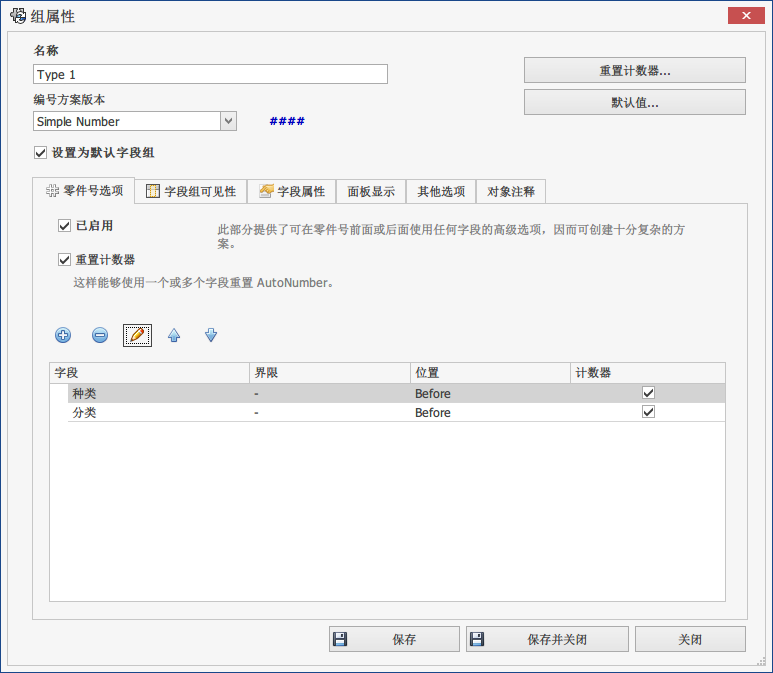 组属性
名称
Type 1
重置计数器...
编号方案版本
默认值...
Simple Number
####
设置为默认字段组
零件号选项 字段组可见性 字段属性 面板显示 其他选项 对象注释
已启用
此部分提供了可在零件号前面或后面使用任何字段的高级选项，因而可创建十分复杂的方
案。
重置计数器
这样能够使用一个或多个字段重置 AutoNumber。
字段 界限 位置 计数器
种类 - Before
分类 - Before
保存 保存并关闭 关闭